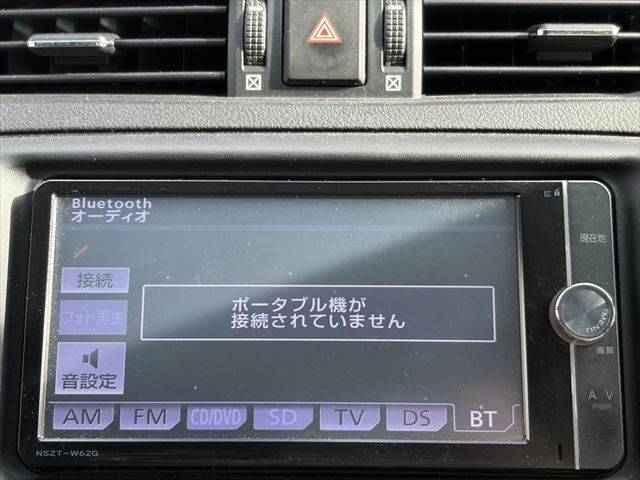 Bluetooth
オーディオ
接続
フォト再生
音設定
ポータブル機が
接続されていません
AM FM CD/DVD SD TV DS BT
NSZT-W62G
現在地
MENU
画質
A V
PWR